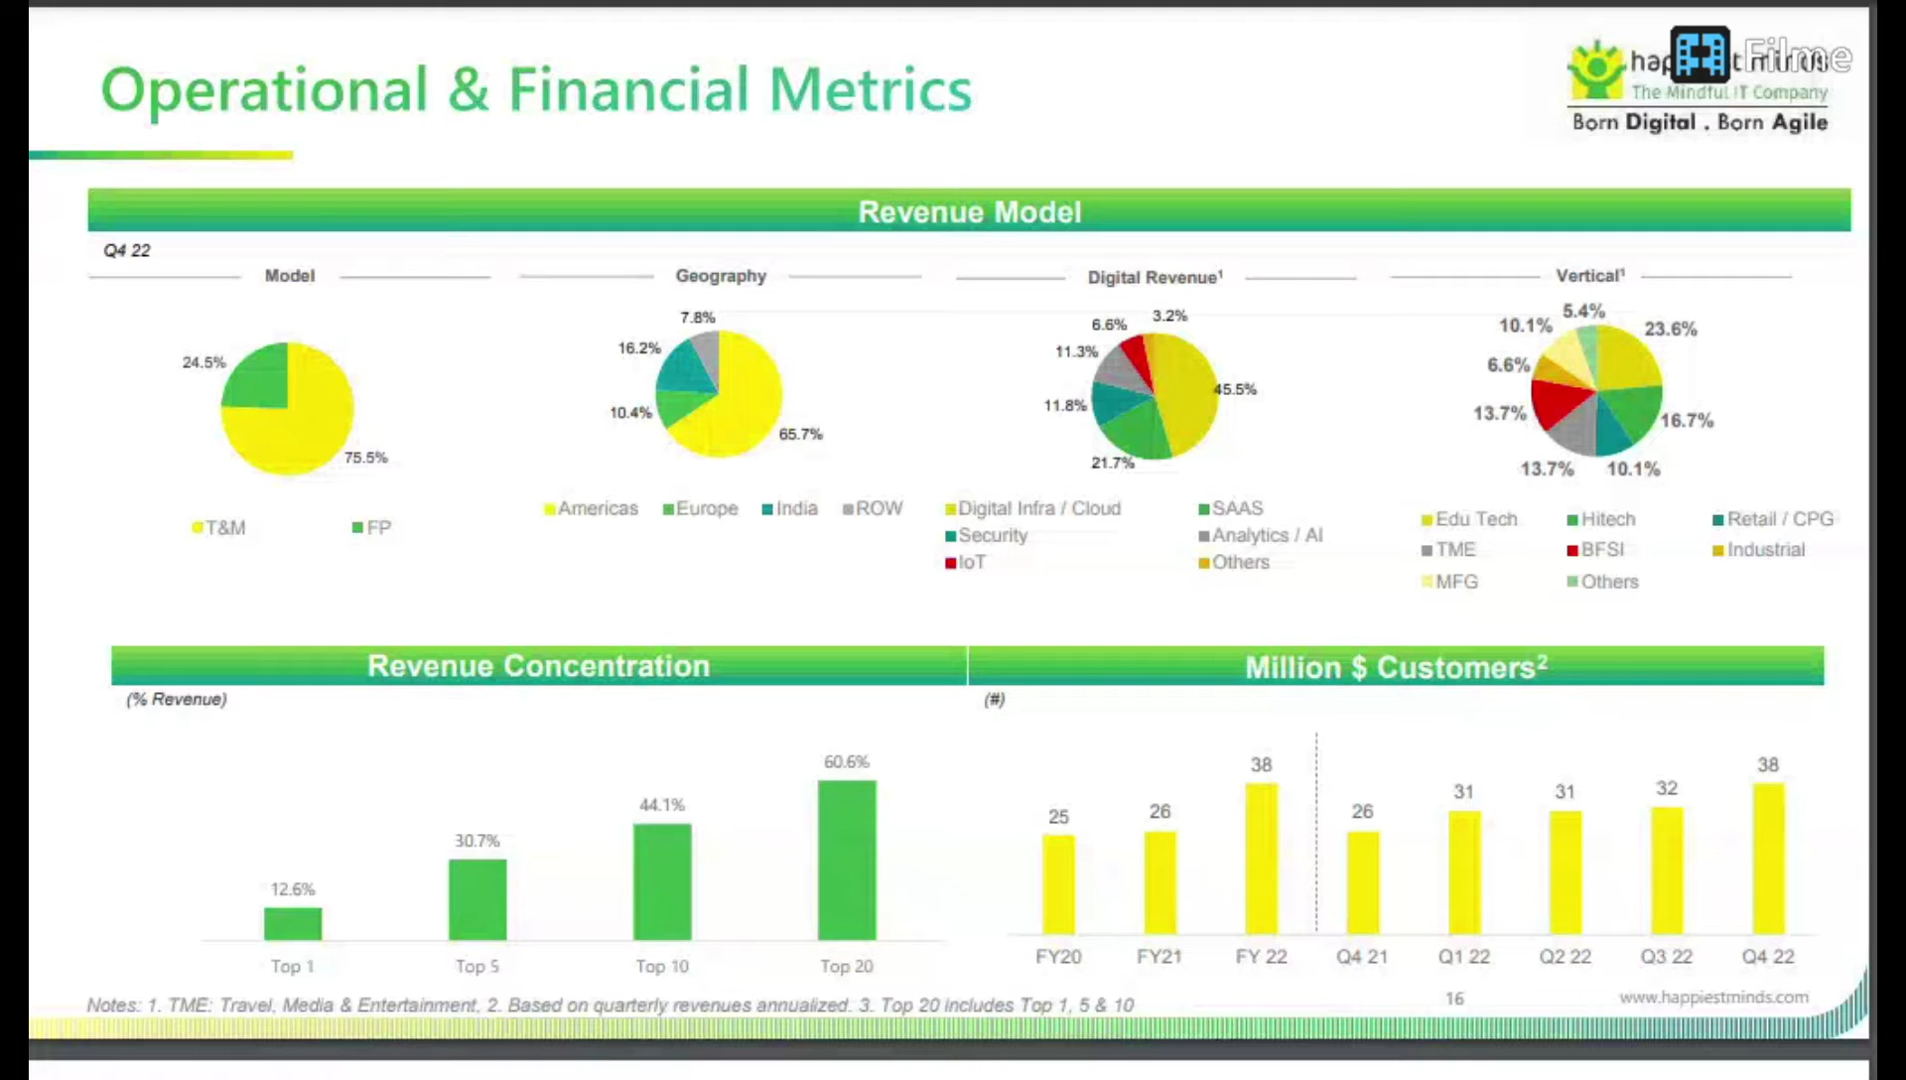 Operational & Financial Metrics
Filme
The Mindful IT Company
Born Digital . Born Agile
Revenue Model
Q4 22
Model
24.5%
75.5%
T&M
FP
Geography
7.8%
16.2%
10.4%
65.7%
Americas
Europe
India
ROW
Digital Revenue¹
3.2%
6.6%
11.3%
11.8%
45.5%
21.7%
Digital Infra / Cloud
SAAS
Security
Analytics / AI
IoT
Others
Vertical¹
5.4%
10.1%
23.6%
6.6%
13.7%
16.7%
13.7%
10.1%
Edu Tech
Hitech
Retail / CPG
TME
BFSI
Industrial
MFG
Others
Revenue Concentration
(% Revenue)
12.6%
30.7%
44.1%
60.6%
Top 1
Top 5
Top 10
Top 20
Million $ Customers²
(#)
25
26
38
26
31
31
32
38
FY20
FY21
FY 22
Q4 21
Q1 22
Q2 22
Q3 22
Q4 22
Notes: 1. TME: Travel, Media & Entertainment, 2. Based on quarterly revenues annualized. 3. Top 20 includes Top 1, 5 & 10
16
www.happiestminds.com